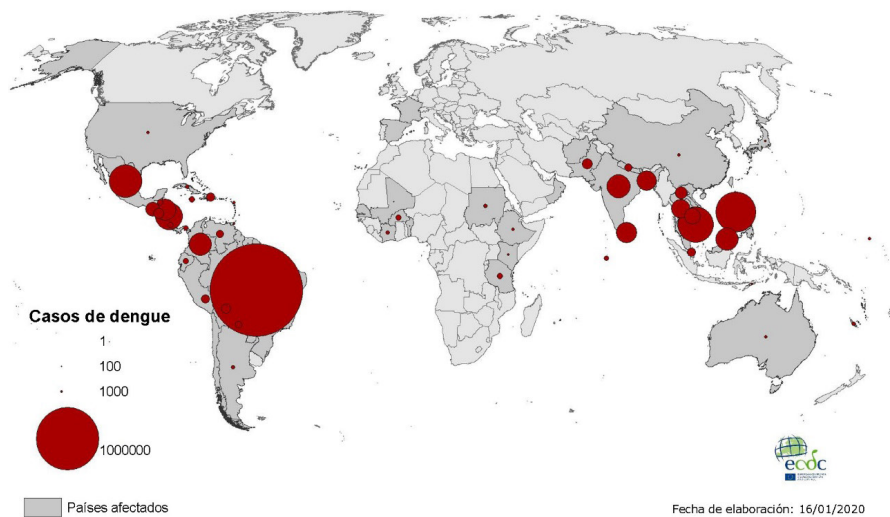 Casos de dengue
1
100
1000
1000000
Países afectados
ecdc
Fecha de elaboración: 16/01/2020